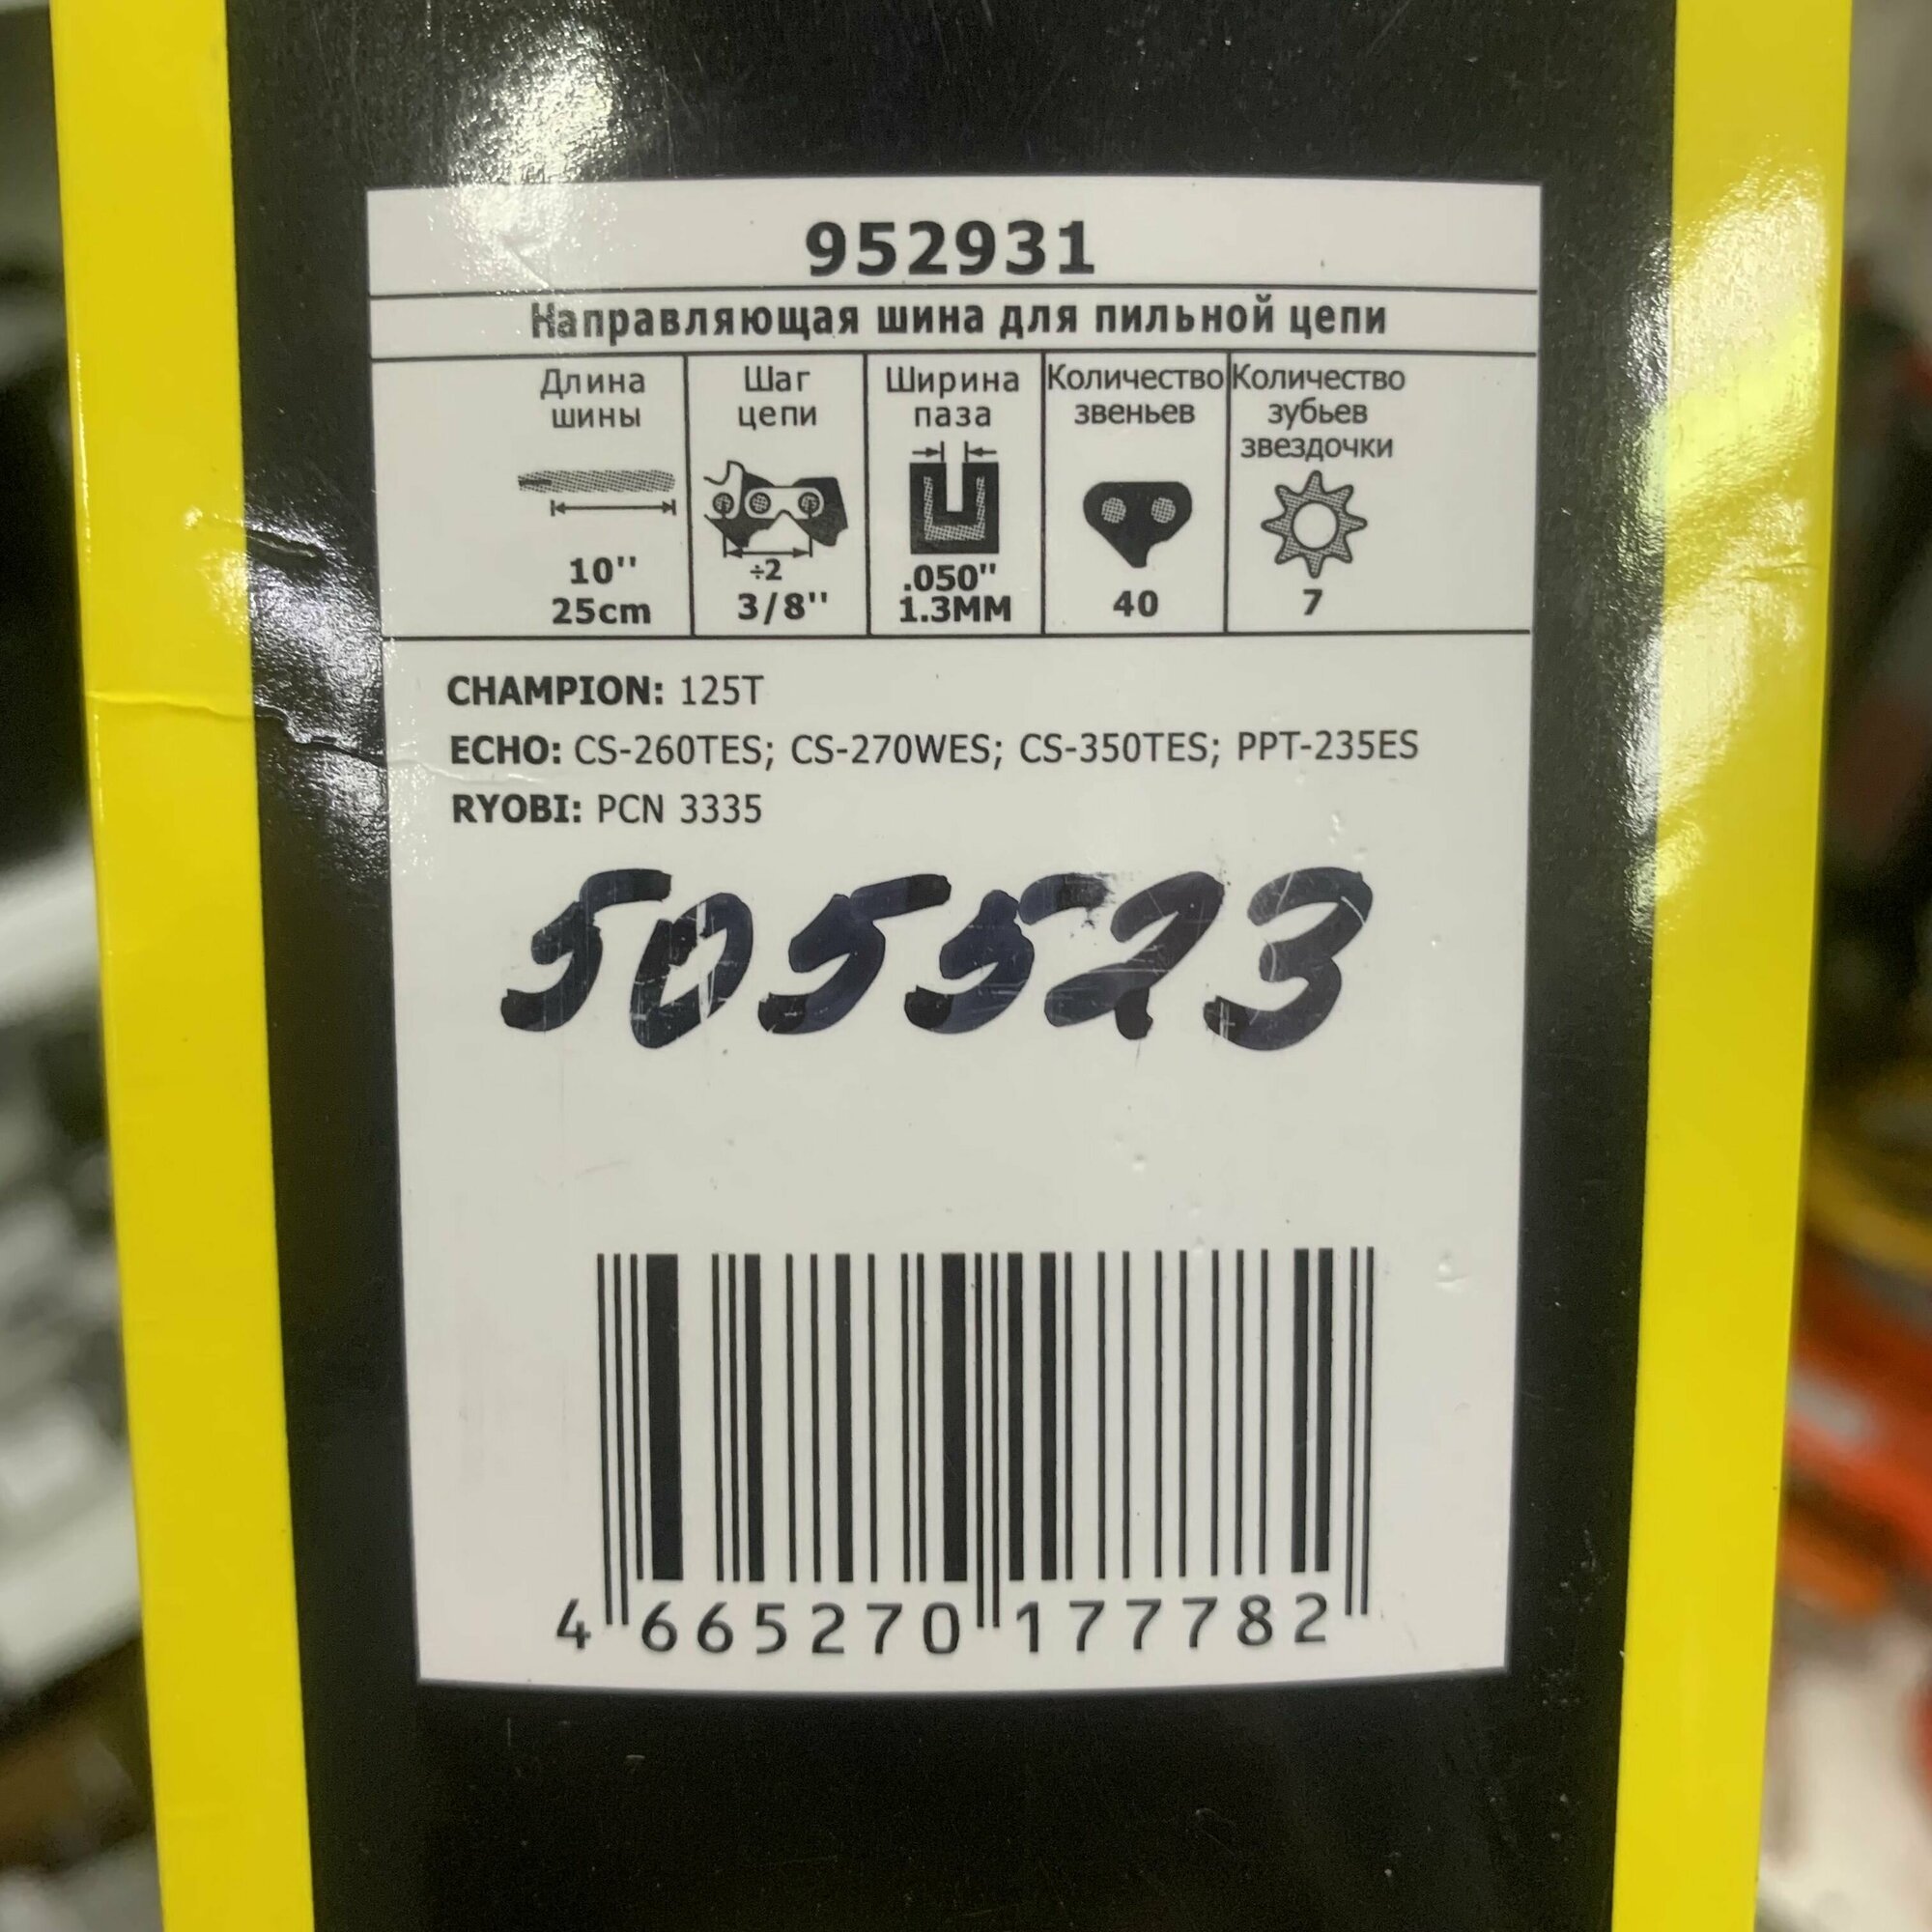 952931
Направляющая шина для пильной цепи
Длина шины
10''
25cm
Шаг цепи
÷2
3/8''
Ширина паза
.050''
1.3MM
Количество звеньев
40
Количество зубьев звездочки
7
CHAMPION: 125T
ECHO: CS-260TES; CS-270WES; CS-350TES; PPT-235ES
RYOBI: PCN 3335
505523
4 665270 177782